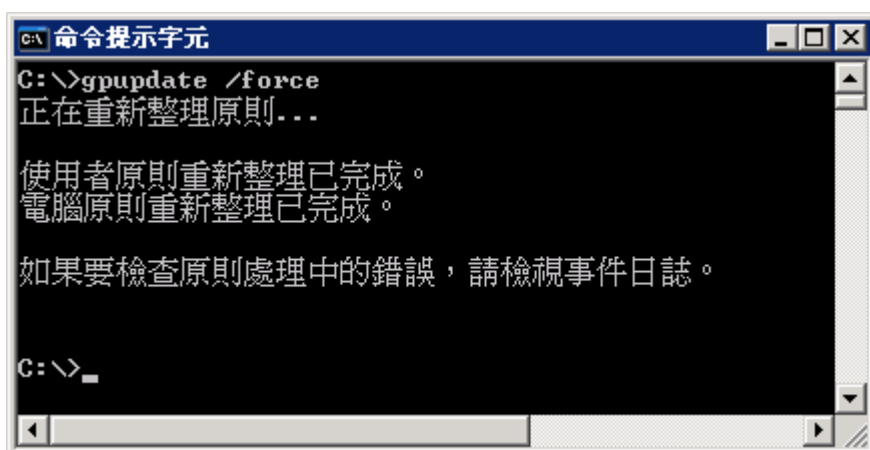 命令提示字元
C:\>gpupdate /force
正在重新整理原則...
使用者原則重新整理已完成。
電腦原則重新整理已完成。
如果要檢查原則處理中的錯誤，請檢視事件日誌。
C:\>_